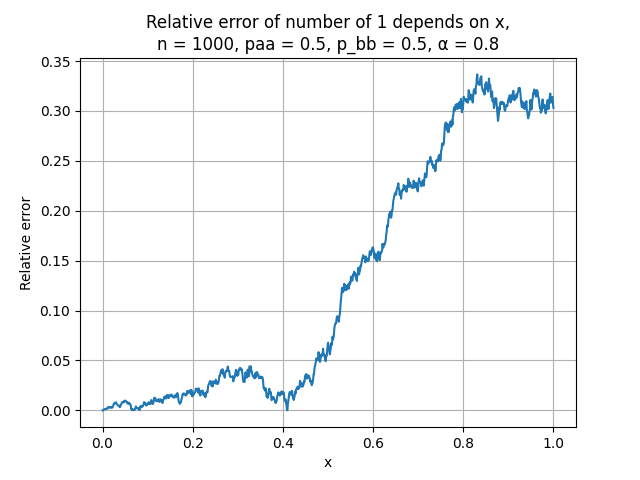 Relative error of number of 1 depends on x,
n = 1000, paa = 0.5, p_bb = 0.5, α = 0.8
0.35
0.30
0.25
0.20
0.15
0.10
0.05
0.00
Relative error
0.0 0.2 0.4 0.6 0.8 1.0
x